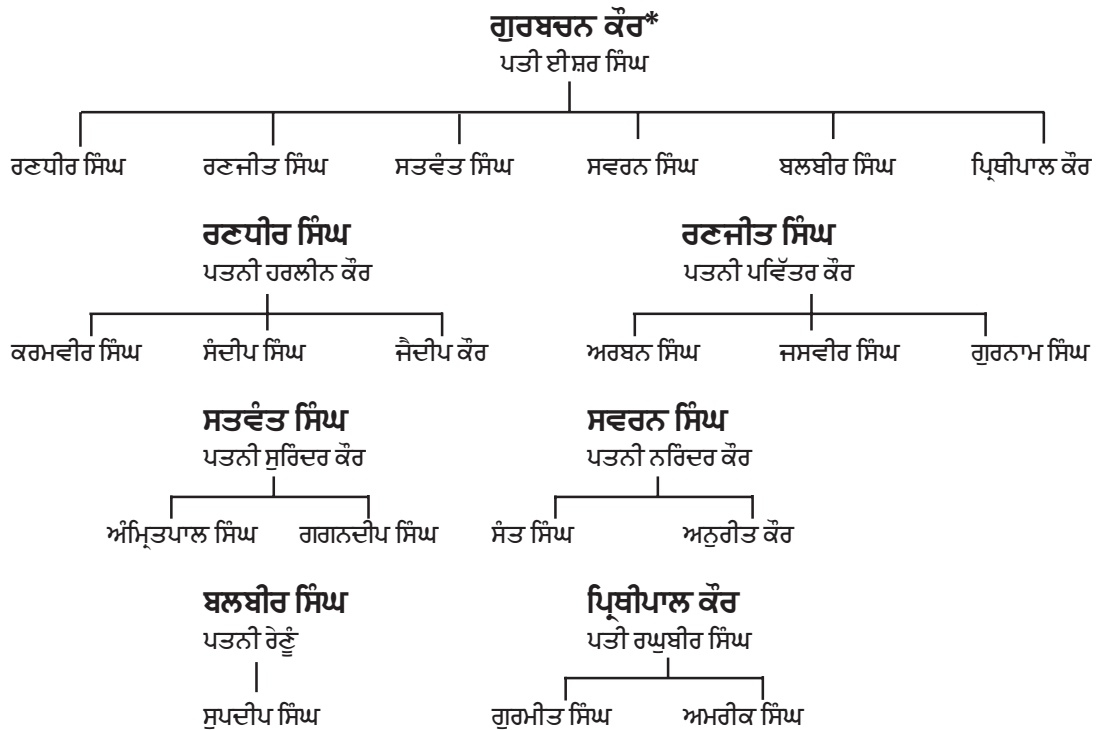 ਗੁਰਬਚਨ ਕੌਰ*
ਪਤੀ ਈਸ਼ਰ ਸਿੰਘ
ਰਣਧੀਰ ਸਿੰਘ ਰਣਜੀਤ ਸਿੰਘ ਸਤਵੰਤ ਸਿੰਘ ਸਵਰਨ ਸਿੰਘ ਬਲਬੀਰ ਸਿੰਘ ਪ੍ਰਿਥੀਪਾਲ ਕੌਰ
ਰਣਧੀਰ ਸਿੰਘ ਰਣਜੀਤ ਸਿੰਘ
ਪਤਨੀ ਹਰਲੀਨ ਕੌਰ ਪਤਨੀ ਪਵਿੱਤਰ ਕੌਰ
ਕਰਮਵੀਰ ਸਿੰਘ ਸੰਦੀਪ ਸਿੰਘ ਜੈਦੀਪ ਕੌਰ ਅਰਬਨ ਸਿੰਘ ਜਸਵੀਰ ਸਿੰਘ ਗੁਰਨਾਮ ਸਿੰਘ
ਸਤਵੰਤ ਸਿੰਘ ਸਵਰਨ ਸਿੰਘ
ਪਤਨੀ ਸੁਰਿੰਦਰ ਕੌਰ ਪਤਨੀ ਨਰਿੰਦਰ ਕੌਰ
ਅੰਮ੍ਰਿਤਪਾਲ ਸਿੰਘ ਗਗਨਦੀਪ ਸਿੰਘ ਸੰਤ ਸਿੰਘ ਅਨੁਰੀਤ ਕੌਰ
ਬਲਬੀਰ ਸਿੰਘ ਪ੍ਰਿਥੀਪਾਲ ਕੌਰ
ਪਤਨੀ ਰੇਣੂੰ ਪਤੀ ਰਘੁਬੀਰ ਸਿੰਘ
ਸੁਪਦੀਪ ਸਿੰਘ ਗੁਰਮੀਤ ਸਿੰਘ ਅਮਰੀਕ ਸਿੰਘ